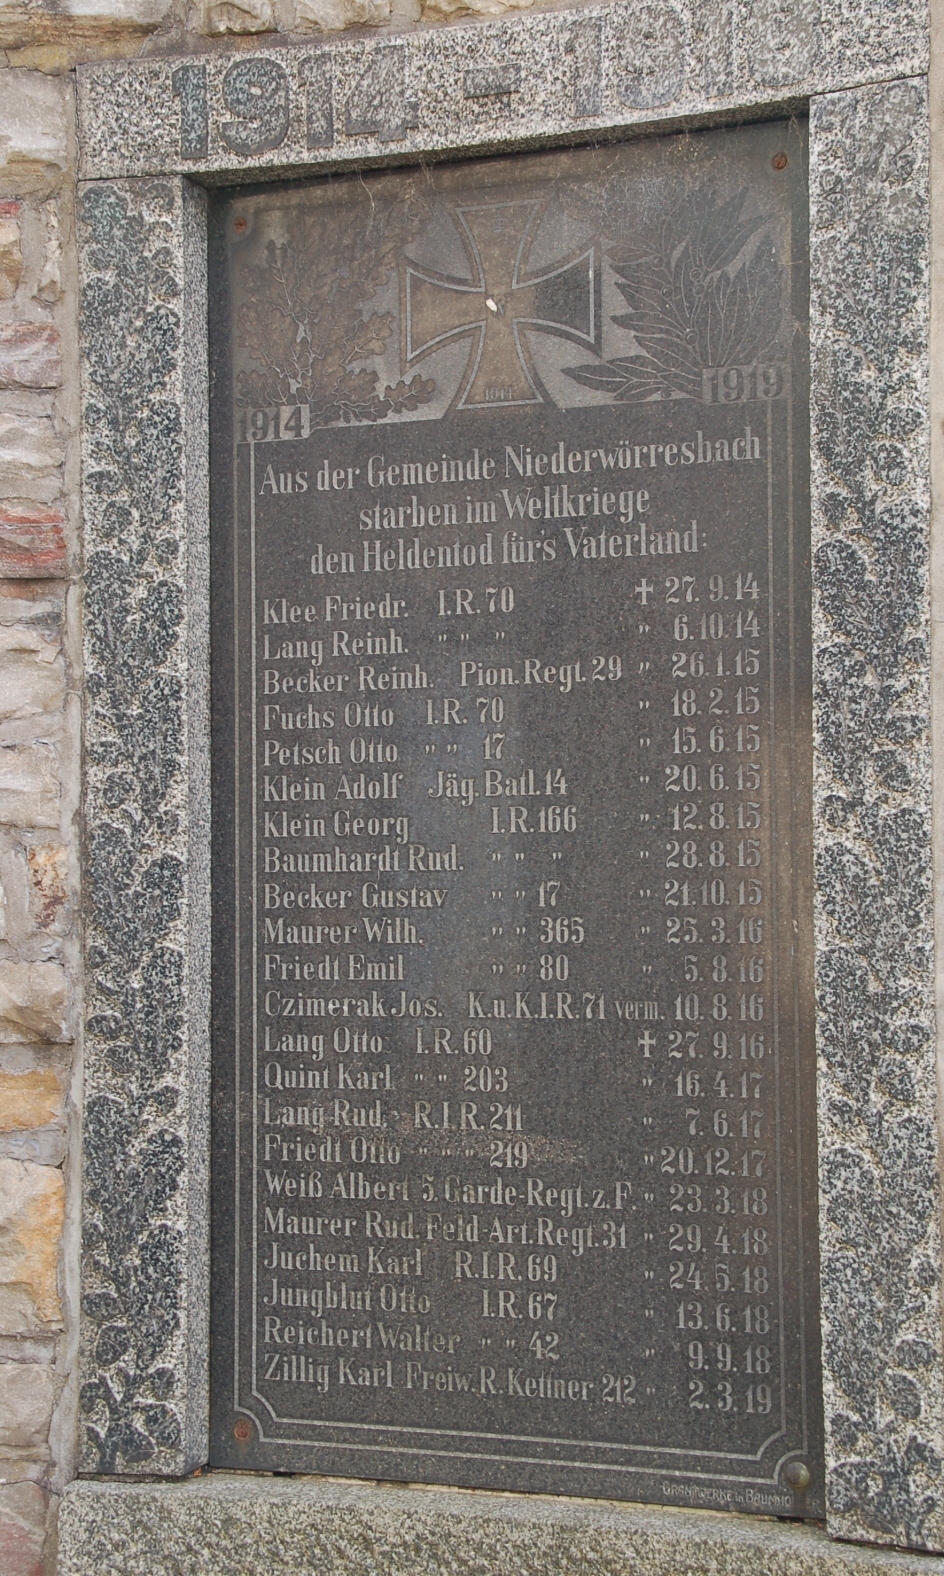 1914 - 1918
1914
1914
1919
Aus der Gemeinde Niederwörresbach
starben im Weltkriege
den Heldentod für's Vaterland:
Klee Friedr. I.R. 70 ✝ 27. 9. 14
Lang Reinh. " " " " 6. 10. 14
Becker Reinh. Pion. Regt. 29 " 26. 1. 15
Fuchs Otto I.R. 70 " 18. 2. 15
Petsch Otto " " 17 " 15. 6. 15
Klein Adolf Jäg. Batl. 14 " 20. 6. 15
Klein Georg I.R. 166 " 12. 8. 15
Baumhardt Rud. " " " " 28. 8. 15
Becker Gustav " " 17 " 21. 10. 15
Maurer Wilh. " " 365 " 25. 3. 16
Friedt Emil " " 80 " 5. 8. 16
Czimerak Jos. K.u.K.I.R. 71 verm. 10. 8. 16
Lang Otto I.R. 60 ✝ 27. 9. 16
Quint Karl " " 203 " 16. 4. 17
Lang Rud. R.I.R. 211 " 7. 6. 17
Friedt Otto " " " 219 " 20. 12. 17
Weiß Albert 5. Garde-Regt. z. F. " 23. 3. 18
Maurer Rud. Feld-Art. Regt. 31 " 29. 4. 18
Juchem Karl R.I.R. 69 " 24. 5. 18
Jungblut Otto I.R. 67 " 13. 6. 18
Reichert Walter " " 42 " 9. 9. 18
Zillig Karl Freiw. R. Kettner 212 " 2. 3. 19